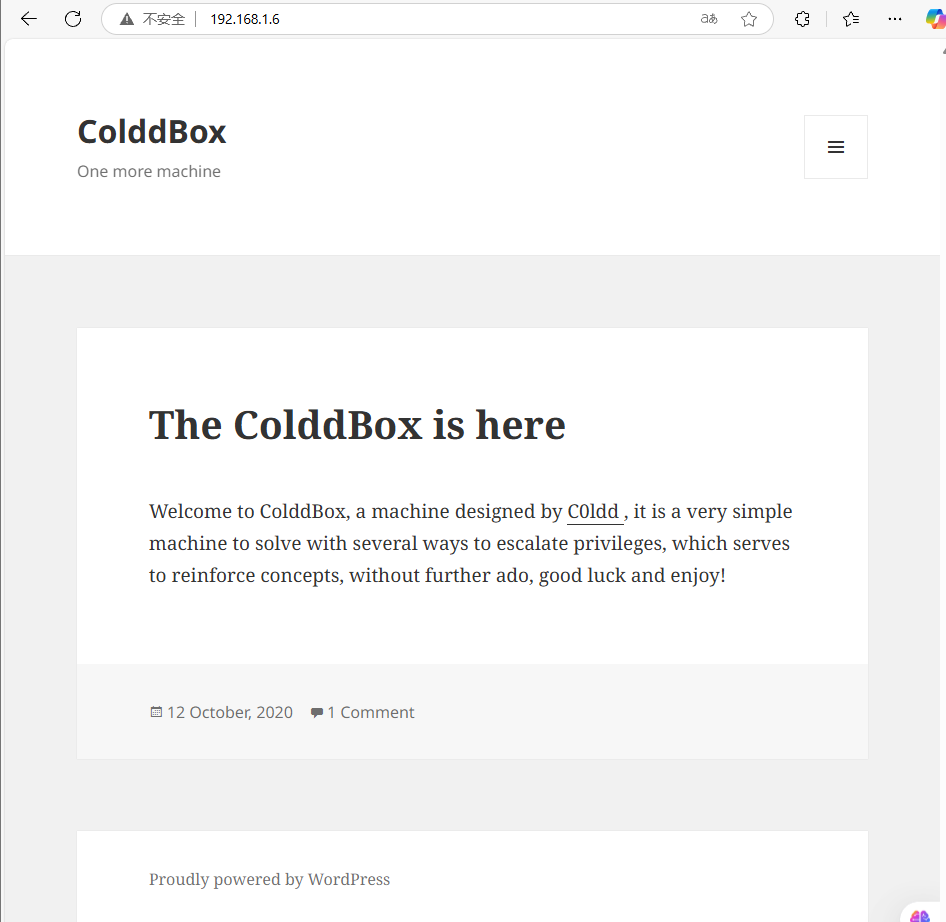 不安全 192.168.1.6 aあ
ColddBox
One more machine
The ColddBox is here
Welcome to ColddBox, a machine designed by C0ldd , it is a very simple
machine to solve with several ways to escalate privileges, which serves
to reinforce concepts, without further ado, good luck and enjoy!
12 October, 2020 1 Comment
Proudly powered by WordPress